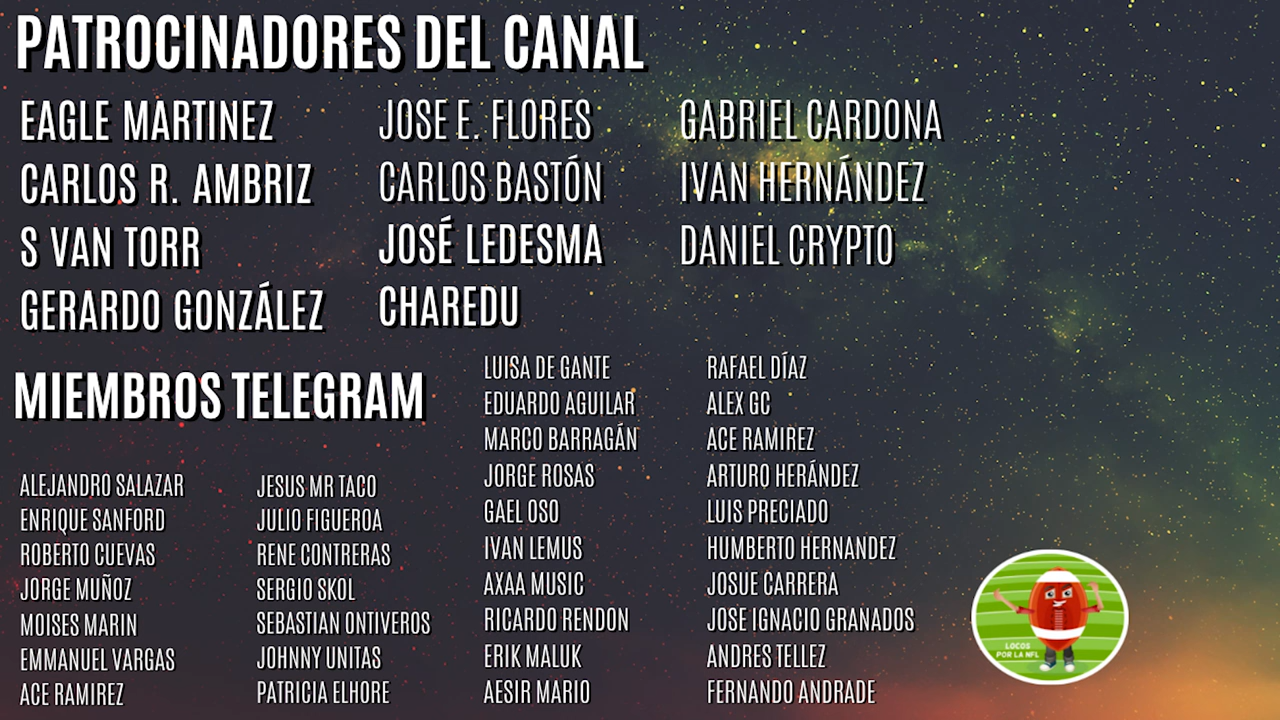 PATROCINADORES DEL CANAL
EAGLE MARTINEZ
CARLOS R. AMBRIZ
S VAN TORR
GERARDO GONZÁLEZ
JOSE E. FLORES
CARLOS BASTÓN
JOSÉ LEDESMA
CHAREDU
GABRIEL CARDONA
IVAN HERNÁNDEZ
DANIEL CRYPTO
MIEMBROS TELEGRAM
ALEJANDRO SALAZAR
ENRIQUE SANFORD
ROBERTO CUEVAS
JORGE MUÑOZ
MOISES MARIN
EMMANUEL VARGAS
ACE RAMIREZ
JESUS MR TACO
JULIO FIGUEROA
RENE CONTRERAS
SERGIO SKOL
SEBASTIAN ONTIVEROS
JOHNNY UNITAS
PATRICIA ELHORE
LUISA DE GANTE
EDUARDO AGUILAR
MARCO BARRAGÁN
JORGE ROSAS
GAEL OSO
IVAN LEMUS
AXAA MUSIC
RICARDO RENDON
ERIK MALUK
AESIR MARIO
RAFAEL DÍAZ
ALEX GC
ACE RAMIREZ
ARTURO HERÁNDEZ
LUIS PRECIADO
HUMBERTO HERNANDEZ
JOSUE CARRERA
JOSE IGNACIO GRANADOS
ANDRES TELLEZ
FERNANDO ANDRADE
LOCOS
POR LA NFL